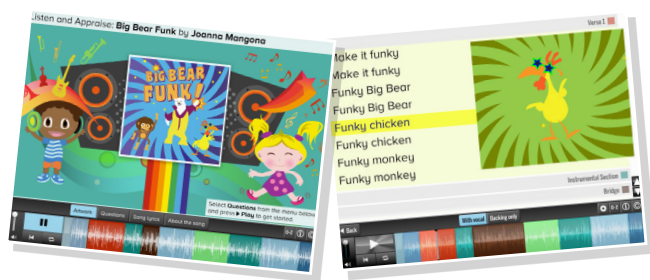 Listen and Appraise: Big Bear Funk by Joanna Mangona
BIG BEAR
FUNK!
Select Questions from the menu below
and press ▶ Play to get started
Artwork
Questions
Song lyrics
About the song
Verse 1
Make it funky
Make it funky
Funky Big Bear
Funky Big Bear
Funky chicken
Funky chicken
Funky monkey
Funky monkey
Instrumental Section
Bridge
With vocal
Backing only
Back